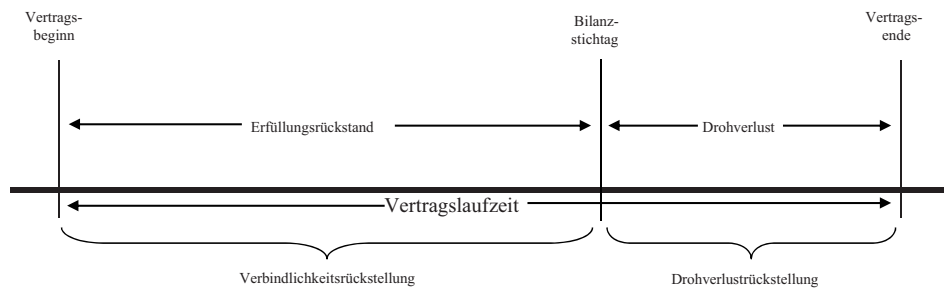 Vertrags-
beginn
Bilanz-
stichtag
Vertrags-
ende
Erfüllungsrückstand
Drohverlust
Vertragslaufzeit
Verbindlichkeitsrückstellung
Drohverlustrückstellung